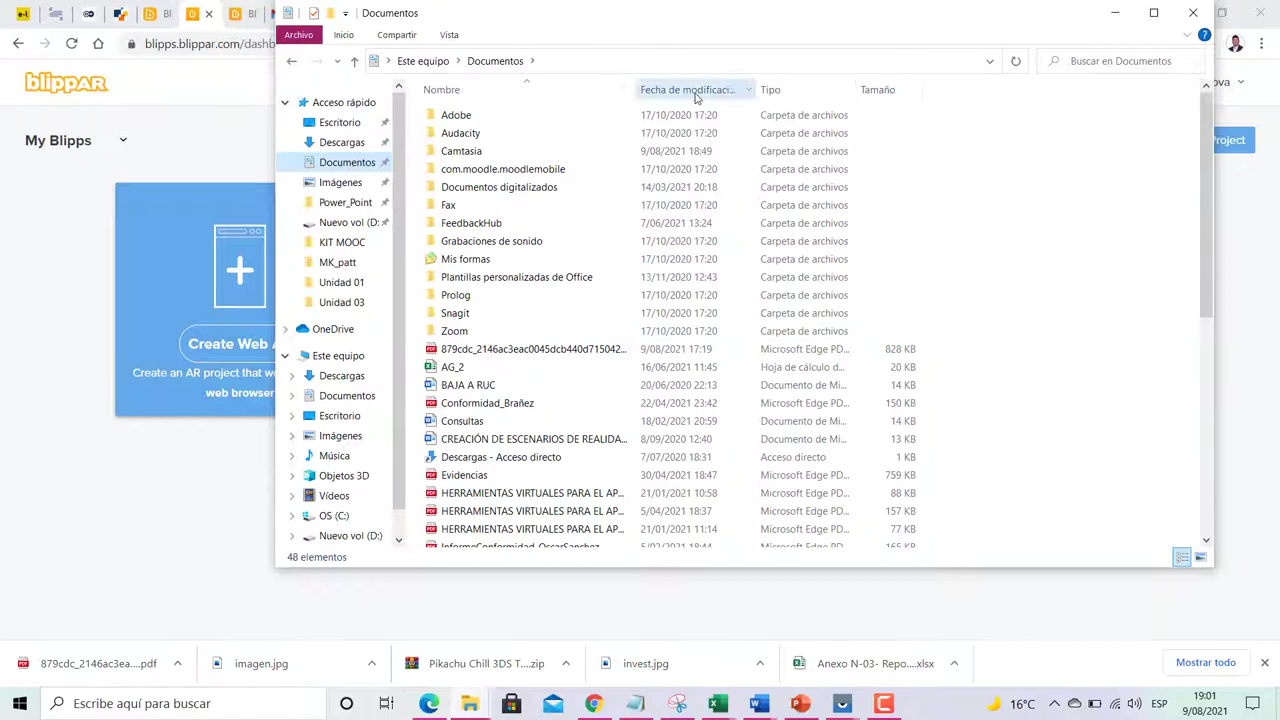 Documentos
Archivo
Inicio
Compartir
Vista
blipps.blippar.com/dashb
Este equipo
Documentos
Buscar en Documentos
blippar
My Blipps
Project
Create Web A
Create an AR project that wo
web browser
Acceso rápido
Escritorio
Descargas
Documentos
Imágenes
Power_Point
Nuevo vol (D:
KIT MOOC
MK_patt
Unidad 01
Unidad 03
OneDrive
Este equipo
Descargas
Documentos
Escritorio
Imágenes
Música
Objetos 3D
Vídeos
OS (C:)
Nuevo vol (D:)
Nombre Fecha de modificaci... Tipo Tamaño
Adobe 17/10/2020 17:20 Carpeta de archivos
Audacity 17/10/2020 17:20 Carpeta de archivos
Camtasia 9/08/2021 18:49 Carpeta de archivos
com.moodle.moodlemobile 17/10/2020 17:20 Carpeta de archivos
Documentos digitalizados 14/03/2021 20:18 Carpeta de archivos
Fax 17/10/2020 17:20 Carpeta de archivos
FeedbackHub 7/06/2021 13:24 Carpeta de archivos
Grabaciones de sonido 17/10/2020 17:20 Carpeta de archivos
Mis formas 17/10/2020 17:20 Carpeta de archivos
Plantillas personalizadas de Office 13/11/2020 12:43 Carpeta de archivos
Prolog 17/10/2020 17:20 Carpeta de archivos
Snagit 17/10/2020 17:20 Carpeta de archivos
Zoom 17/10/2020 17:20 Carpeta de archivos
879cdc_2146ac3eac0045dcb440d715042... 9/08/2021 17:19 Microsoft Edge PD... 828 KB
AG_2 16/06/2021 11:45 Hoja de cálculo d... 20 KB
BAJA A RUC 20/06/2020 22:13 Documento de Mi... 14 KB
Conformidad_Brañez 22/04/2021 23:42 Microsoft Edge PD... 150 KB
Consultas 18/02/2021 20:59 Documento de Mi... 14 KB
CREACIÓN DE ESCENARIOS DE REALIDA... 8/09/2020 12:40 Documento de Mi... 13 KB
Descargas - Acceso directo 7/07/2020 18:31 Acceso directo 1 KB
Evidencias 30/04/2021 18:47 Microsoft Edge PD... 759 KB
HERRAMIENTAS VIRTUALES PARA EL AP... 21/01/2021 10:58 Microsoft Edge PD... 88 KB
HERRAMIENTAS VIRTUALES PARA EL AP... 5/04/2021 18:37 Microsoft Edge PD... 157 KB
HERRAMIENTAS VIRTUALES PARA EL AP... 21/01/2021 11:14 Microsoft Edge PD... 77 KB
InformeConformidad_OscarSanchez 5/02/2021 18:44 Microsoft Edge PD... 165 KB
48 elementos
879cdc_2146ac3ea....pdf
imagen.jpg
Pikachu Chill 3DS T....zip
invest.jpg
Anexo N-03- Repo....xlsx
Mostrar todo
Escribe aquí para buscar
16°C
ESP
19:01
9/08/2021